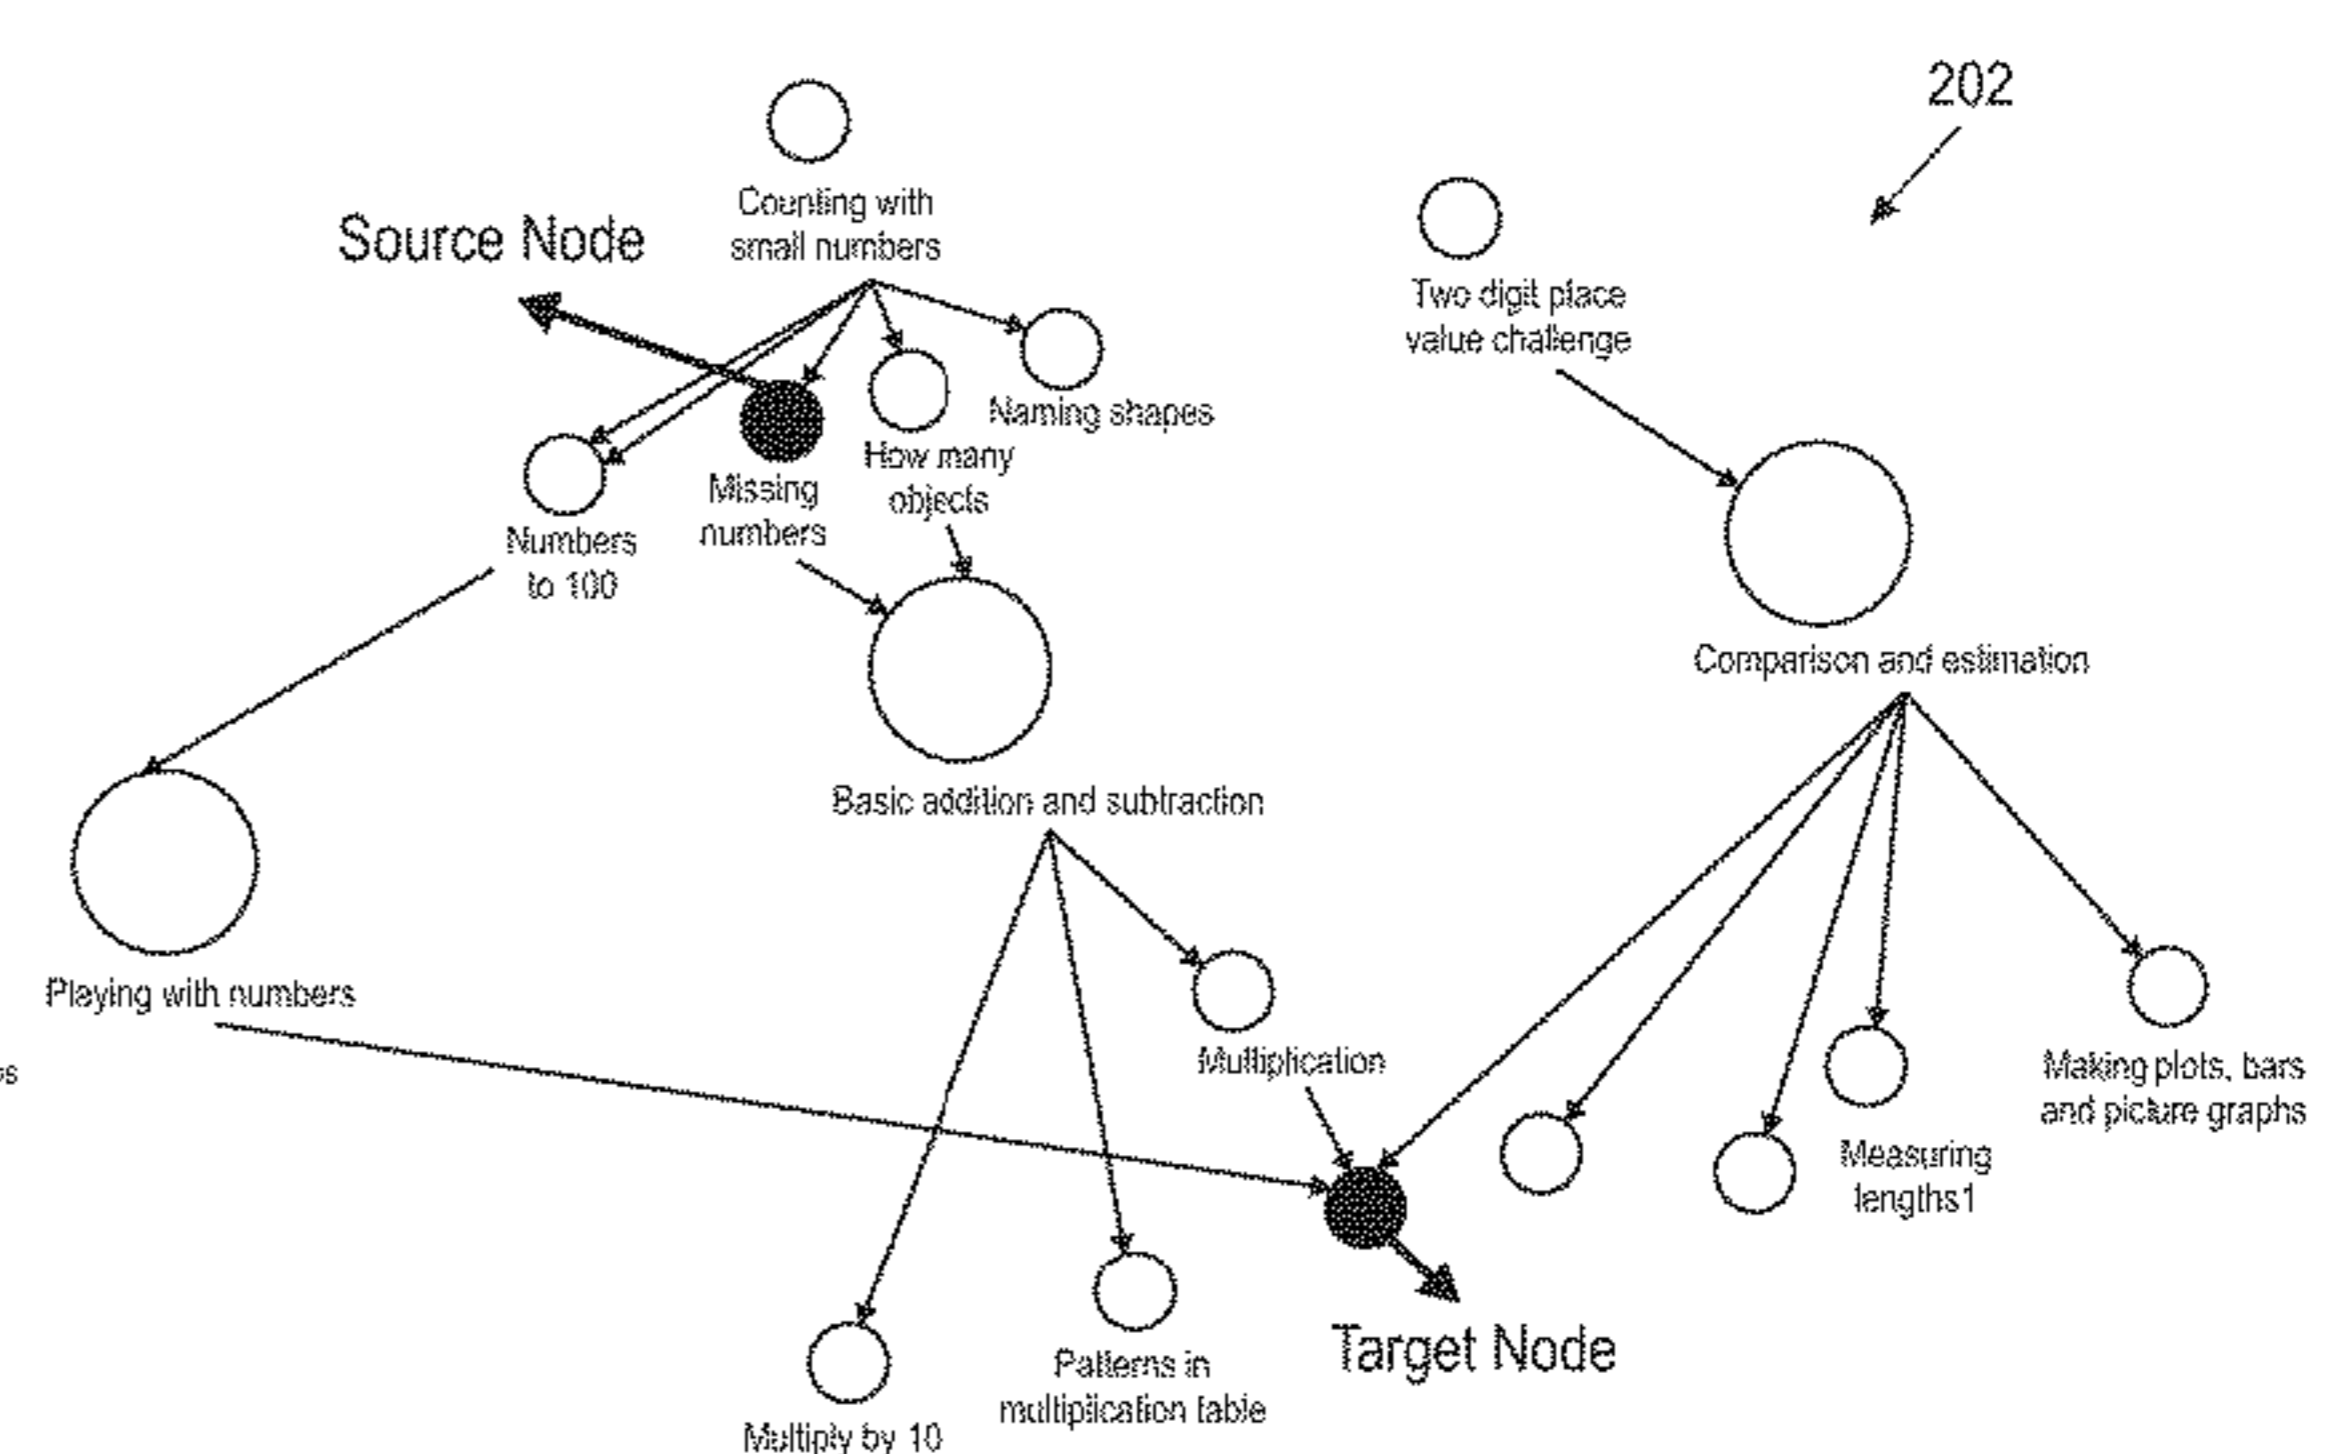 202
Counting with
small numbers
Source Node
Two digit place
value challenge
Naming shapes
How many
objects
Missing
numbers
Numbers
to 100
Comparison and estimation
Basic addition and subtraction
Playing with numbers
Multiplication
Making plots, bars
and picture graphs
Measuring
lengths1
Target Node
Patterns in
multiplication table
Multiply by 10